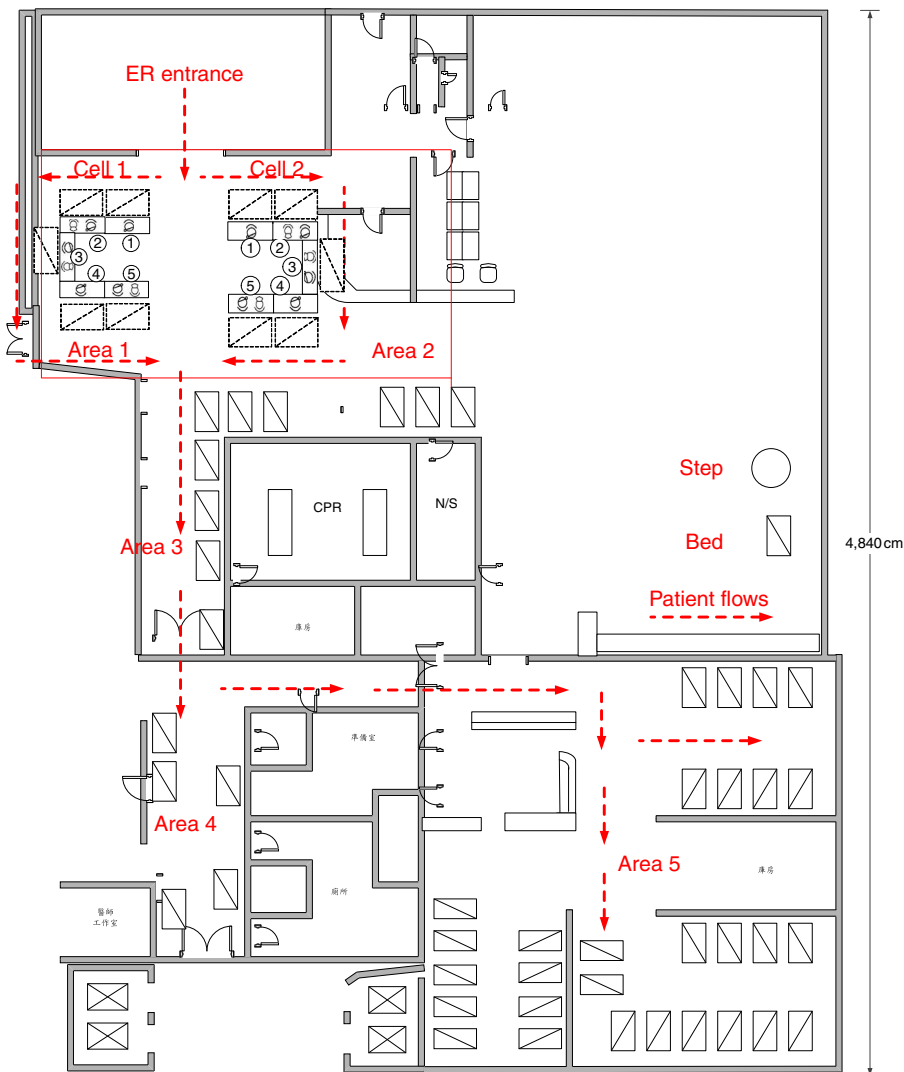 ER entrance
Cell 1
Cell 2
② ①
① ②
③
③
④ ⑤
⑤ ④
Area 1
Area 2
Step
CPR
N/S
Bed
4,840 cm
Area 3
Patient flows
庫房
準備室
Area 4
Area 5
庫房
廁所
醫師
工作室